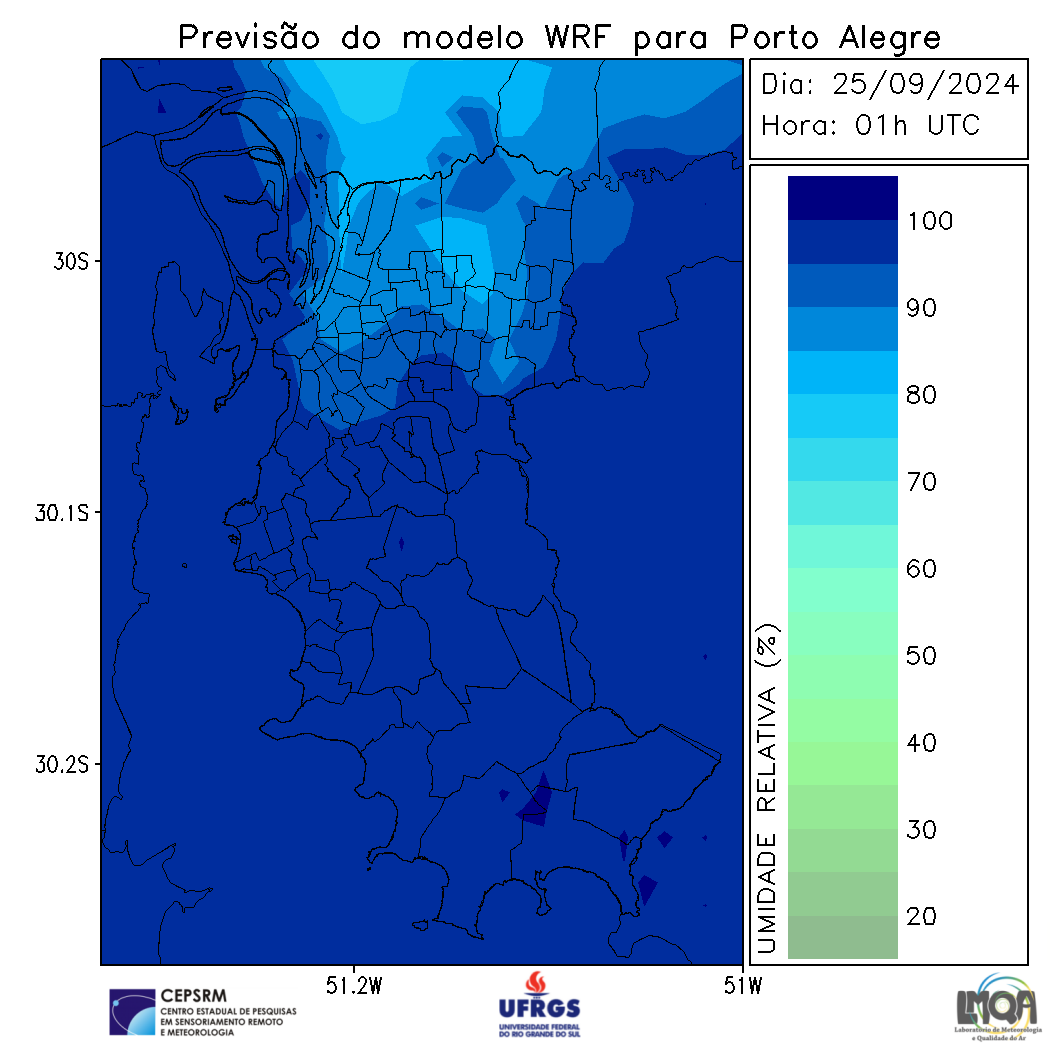 Previsão do modelo WRF para Porto Alegre
Dia: 25/09/2024
Hora: 01h UTC
100
90
80
70
60
50
40
30
20
UMIDADE RELATIVA (%)
30S
30.1S
30.2S
51.2W
51W
CEPSRM
CENTRO ESTADUAL DE PESQUISAS
EM SENSORIAMENTO REMOTO
E METEOROLOGIA
UFRGS
UNIVERSIDADE FEDERAL
DO RIO GRANDE DO SUL
LMQA
Laboratório de Meteorologia
e Qualidade do Ar